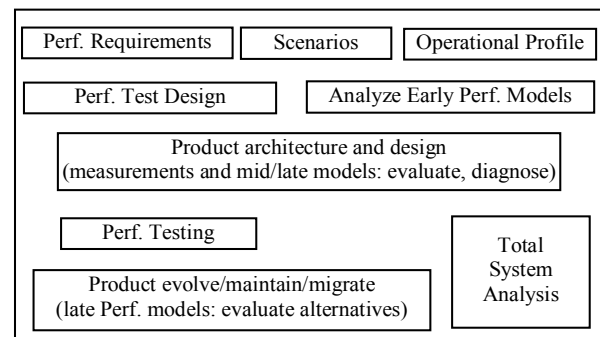 Perf. Requirements
Scenarios
Operational Profile
Perf. Test Design
Analyze Early Perf. Models
Product architecture and design
(measurements and mid/late models: evaluate, diagnose)
Perf. Testing
Product evolve/maintain/migrate
(late Perf. models: evaluate alternatives)
Total
System
Analysis